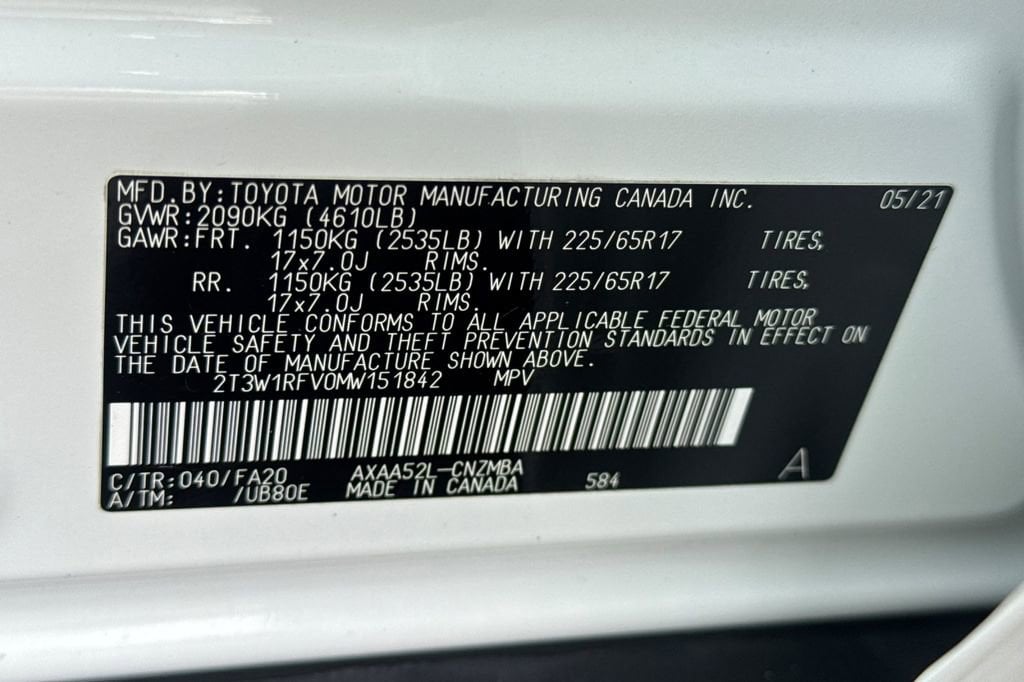 MFD.BY:TOYOTA MOTOR MANUFACTURING CANADA INC. 05/21
GVWR:2090KG (4610LB)
GAWR:FRT. 1150KG (2535LB) WITH 225/65R17 TIRES,
17x7.0J RIMS.
RR. 1150KG (2535LB) WITH 225/65R17 TIRES,
17x7.0J RIMS.
THIS VEHICLE CONFORMS TO ALL APPLICABLE FEDERAL MOTOR
VEHICLE SAFETY AND THEFT PREVENTION STANDARDS IN EFFECT ON
THE DATE OF MANUFACTURE SHOWN ABOVE.
2T3W1RFV0MW151842 MPV
C/TR:040/FA20 AXAA52L-CNZMBA 584 A
A/TM: /UB80E MADE IN CANADA